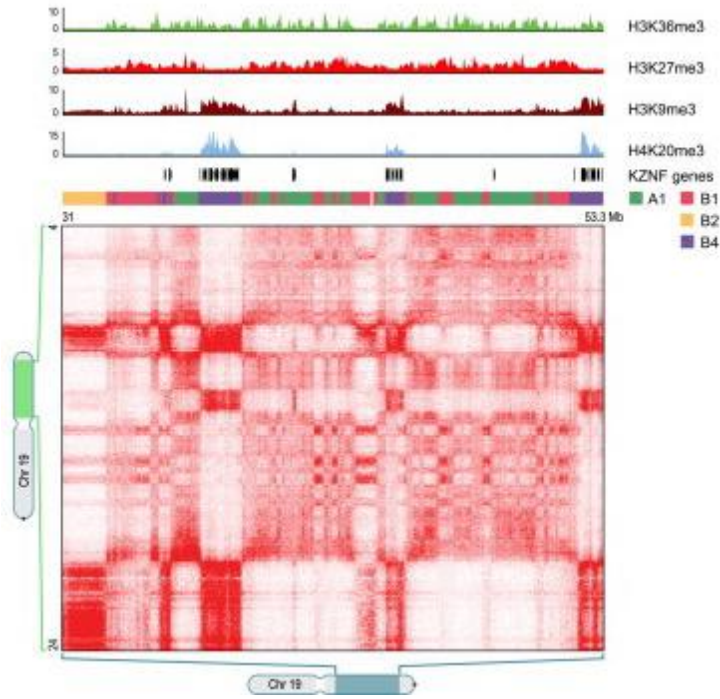 10
0
H3K36me3
5
0
H3K27me3
10
0
H3K9me3
15
0
H4K20me3
KZNF genes
A1 B1
B2
B4
31 53.3 Mb
4
Chr 19
24
Chr 19